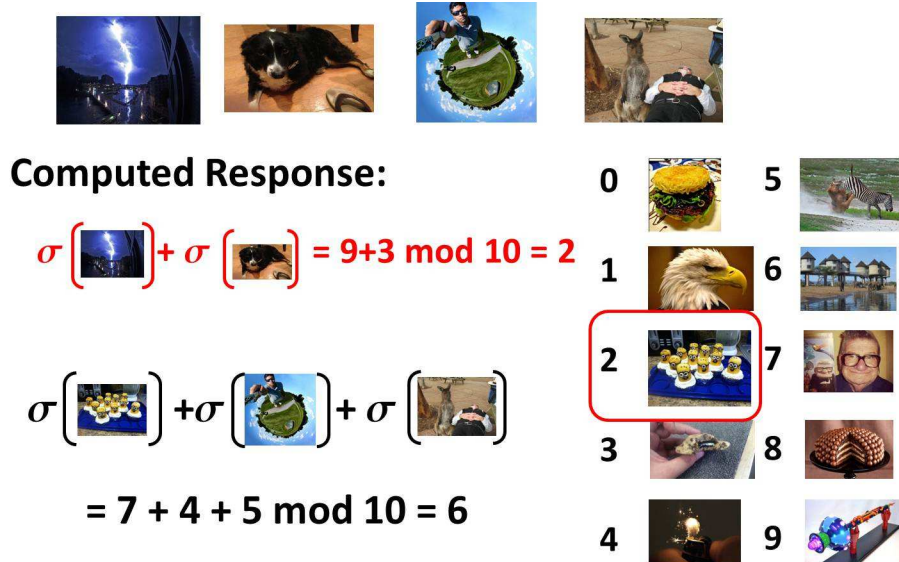 Computed Response:
σ ( ) + σ ( ) = 9+3 mod 10 = 2
σ ( ) +σ ( ) + σ ( )
= 7 + 4 + 5 mod 10 = 6
0 5
1 6
2 7
3 8
4 9